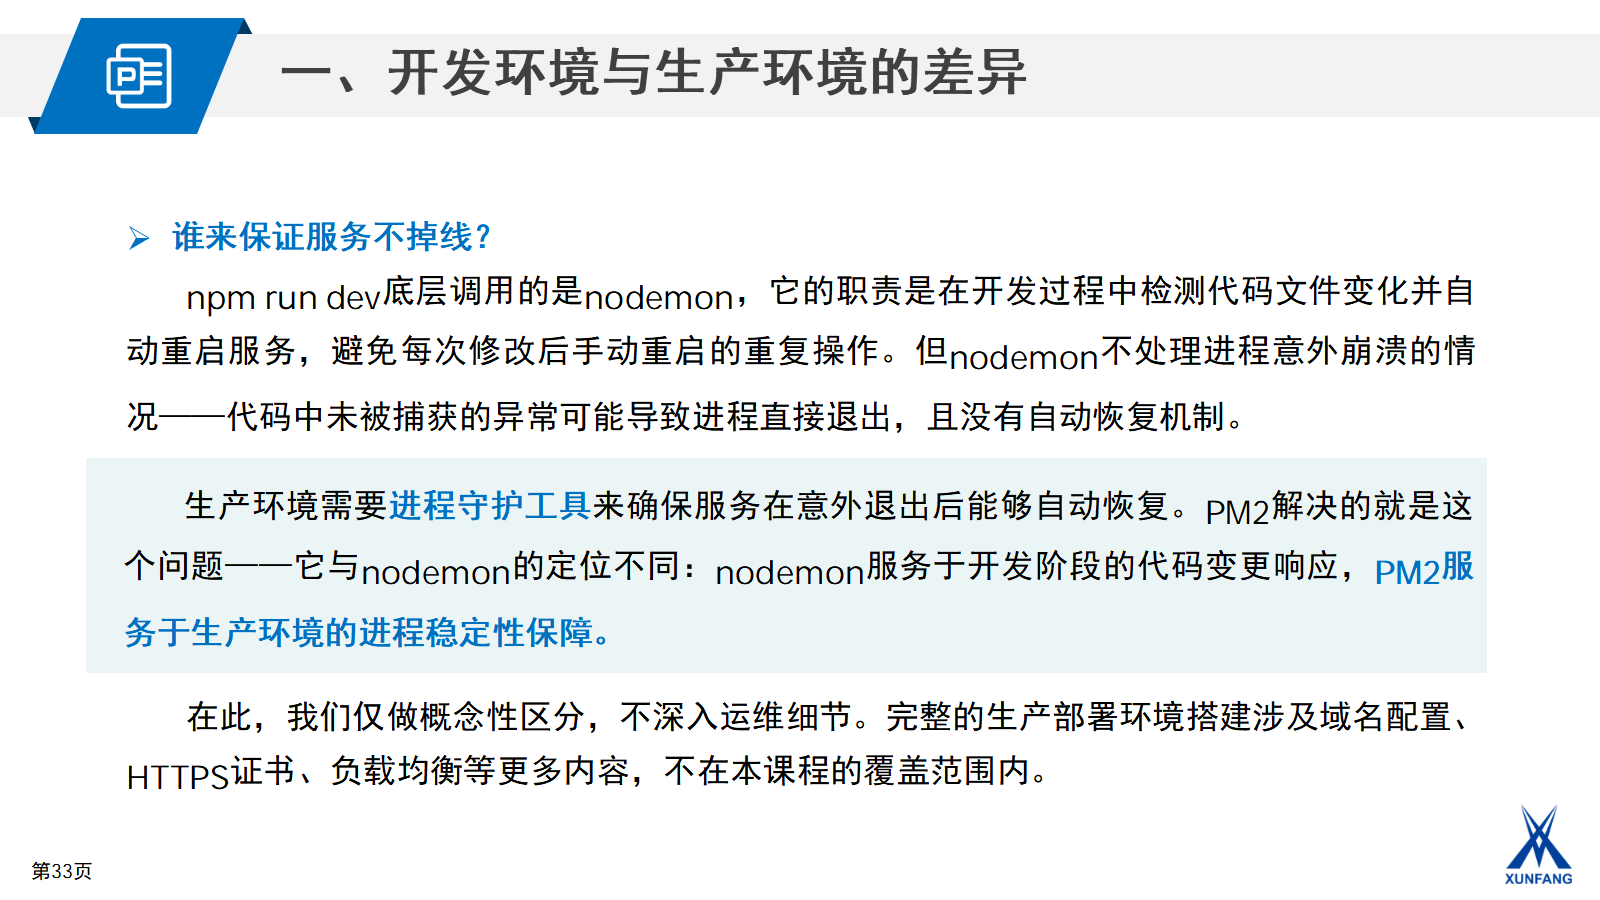 一、开发环境与生产环境的差异
➢ 谁来保证服务不掉线？
npm run dev底层调用的是nodemon，它的职责是在开发过程中检测代码文件变化并自
动重启服务，避免每次修改后手动重启的重复操作。但nodemon不处理进程意外崩溃的情
况——代码中未被捕获的异常可能导致进程直接退出，且没有自动恢复机制。
生产环境需要进程守护工具来确保服务在意外退出后能够自动恢复。PM2解决的就是这
个问题——它与nodemon的定位不同：nodemon服务于开发阶段的代码变更响应，PM2服
务于生产环境的进程稳定性保障。
在此，我们仅做概念性区分，不深入运维细节。完整的生产部署环境搭建涉及域名配置、
HTTPS证书、负载均衡等更多内容，不在本课程的覆盖范围内。
第33页
XUNFANG